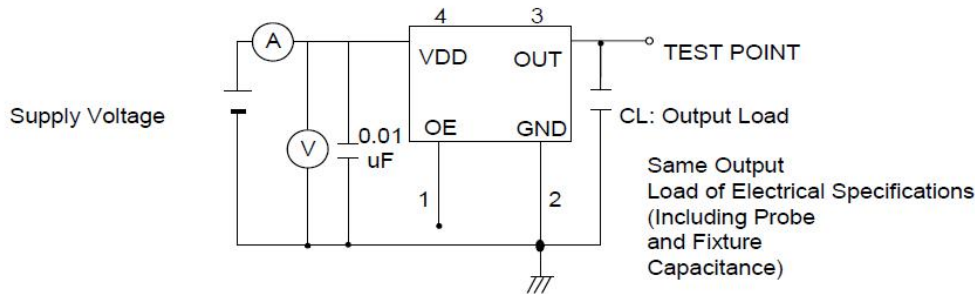 4
3
A
VDD
OUT
TEST POINT
Supply Voltage
CL: Output Load
0.01
uF
V
OE
GND
1
2
Same Output
Load of Electrical Specifications
(Including Probe
and Fixture
Capacitance)